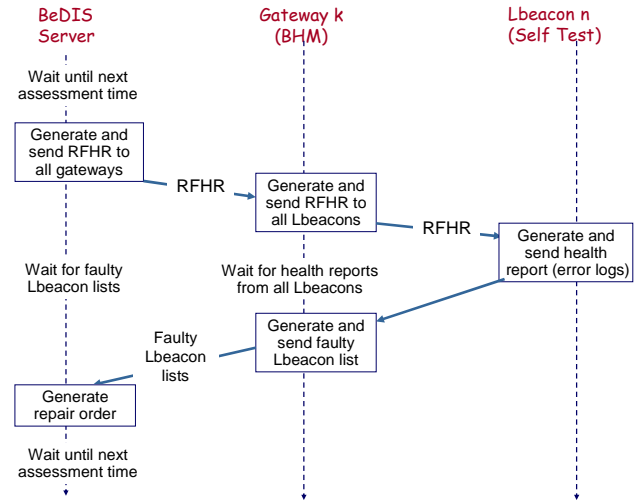 BeDIS
Server
Gateway k
(BHM)
Lbeacon n
(Self Test)
Wait until next
assessment time
Generate and
send RFHR to
all gateways
RFHR
Generate and
send RFHR to
all Lbeacons
RFHR
Generate and
send health
report (error logs)
Wait for faulty
Lbeacon lists
Wait for health reports
from all Lbeacons
Generate and
send faulty
Lbeacon list
Faulty
Lbeacon
lists
Generate
repair order
Wait until next
assessment time